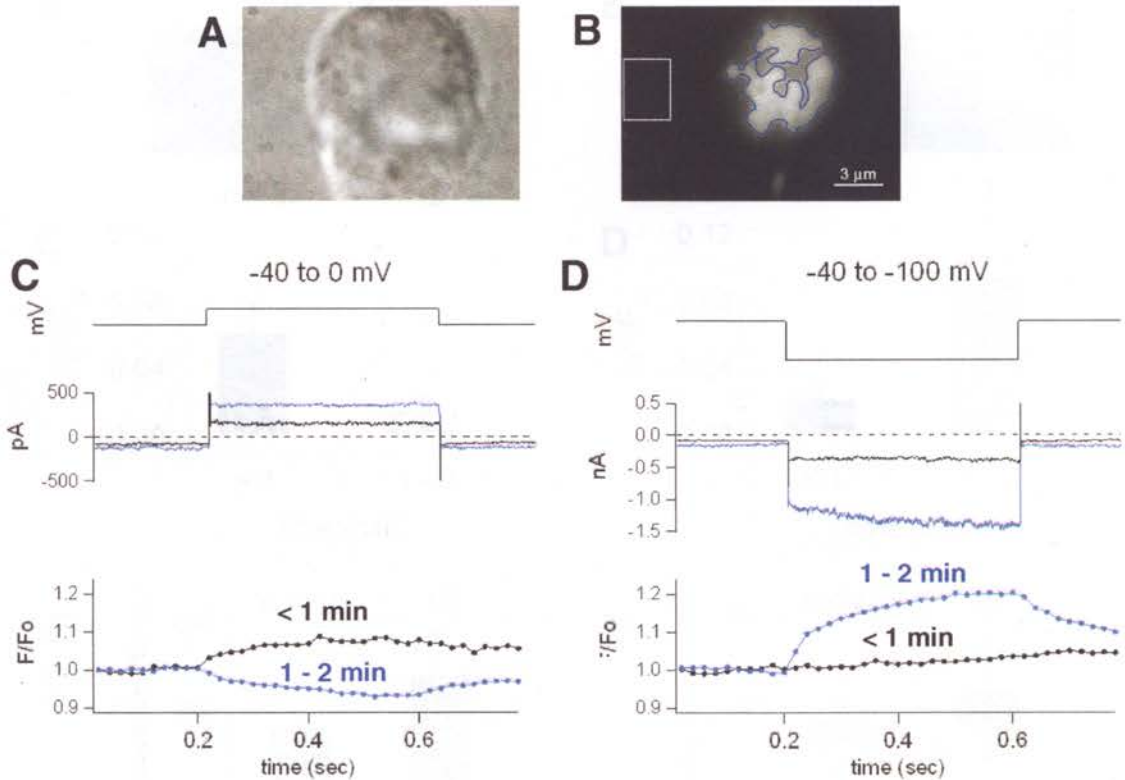 A
B
3 µm
C
-40 to 0 mV
mV
500
0
-500
pA
1.2
1.1
1.0
0.9
F/Fo
< 1 min
1 - 2 min
0.2
0.4
0.6
time (sec)
D
-40 to -100 mV
mV
0.5
0.0
-0.5
-1.0
-1.5
nA
1.2
1.1
1.0
0.9
:/Fo
1 - 2 min
< 1 min
0.2
0.4
0.6
time (sec)